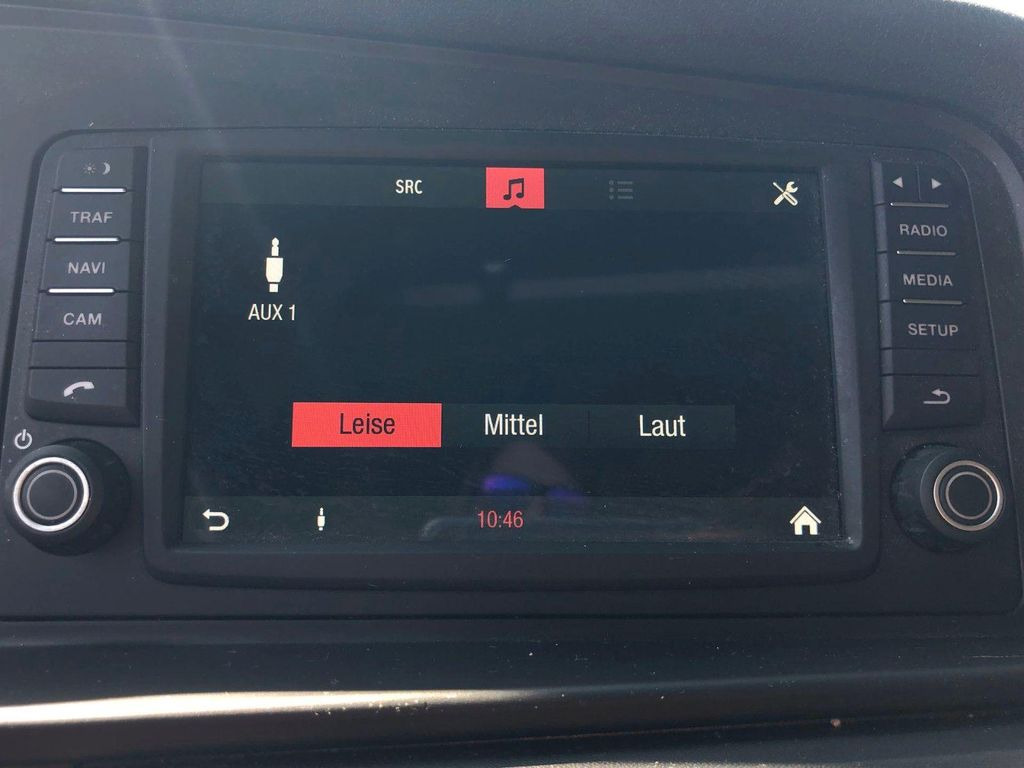 SRC
TRAF
NAVI
CAM
AUX 1
Leise Mittel Laut
10:46
RADIO
MEDIA
SETUP